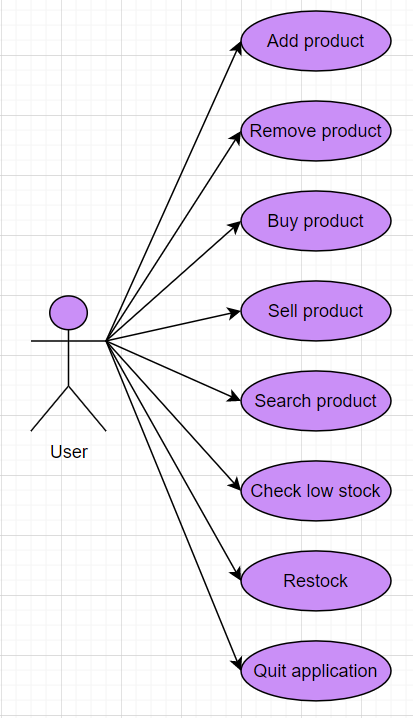 Add product
Remove product
Buy product
Sell product
Search product
User
Check low stock
Restock
Quit application